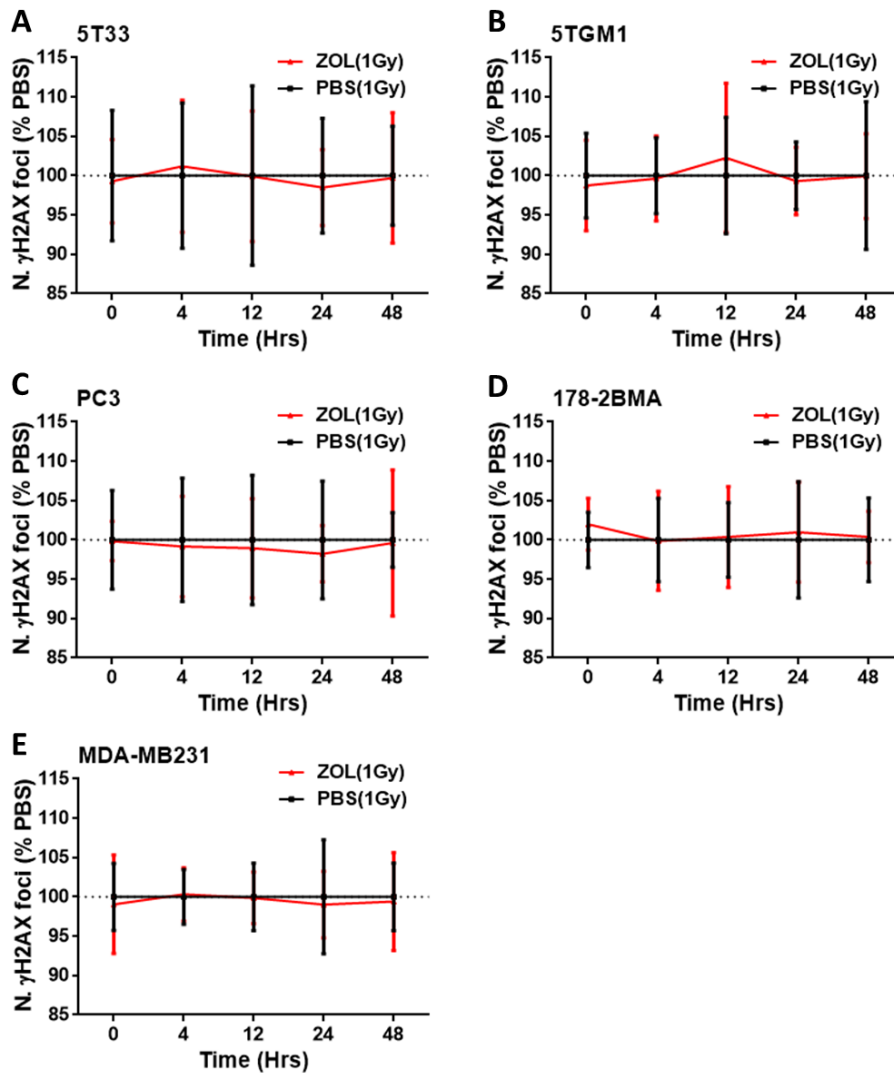 A
5T33
ZOL(1Gy)
PBS(1Gy)
N. γH2AX foci (% PBS)
115
110
105
100
95
90
85
0 4 12 24 48
Time (Hrs)
B
5TGM1
ZOL(1Gy)
PBS(1Gy)
N. γH2AX foci (% PBS)
115
110
105
100
95
90
85
0 4 12 24 48
Time (Hrs)
C
PC3
ZOL(1Gy)
PBS(1Gy)
N. γH2AX foci (% PBS)
115
110
105
100
95
90
85
0 4 12 24 48
Time (Hrs)
D
178-2BMA
ZOL(1Gy)
PBS(1Gy)
N. γH2AX foci (% PBS)
115
110
105
100
95
90
85
0 4 12 24 48
Time (Hrs)
E
MDA-MB231
ZOL(1Gy)
PBS(1Gy)
N. γH2AX foci (% PBS)
115
110
105
100
95
90
85
0 4 12 24 48
Time (Hrs)